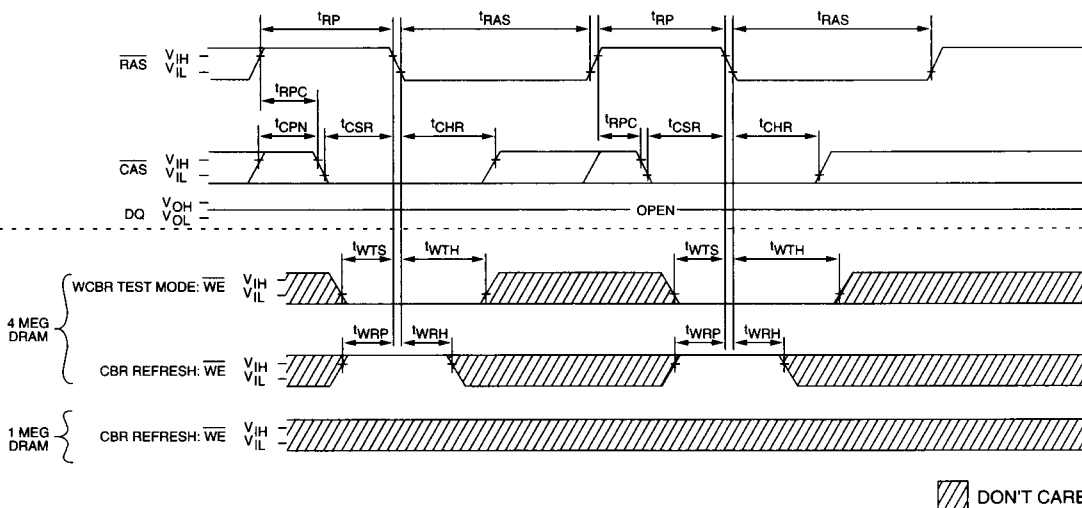 tRP tRAS tRP tRAS
RAS VIH
VIL
tRPC
tCPN tCSR tCHR tRPC tCSR tCHR
CAS VIH
VIL
DQ VOH
VOL
OPEN
tWTS tWTH tWTS tWTH
4 MEG
DRAM
WCBR TEST MODE: WE VIH
VIL
tWRP tWRH tWRP tWRH
CBR REFRESH: WE VIH
VIL
1 MEG
DRAM
CBR REFRESH: WE VIH
VIL
DON'T CARE